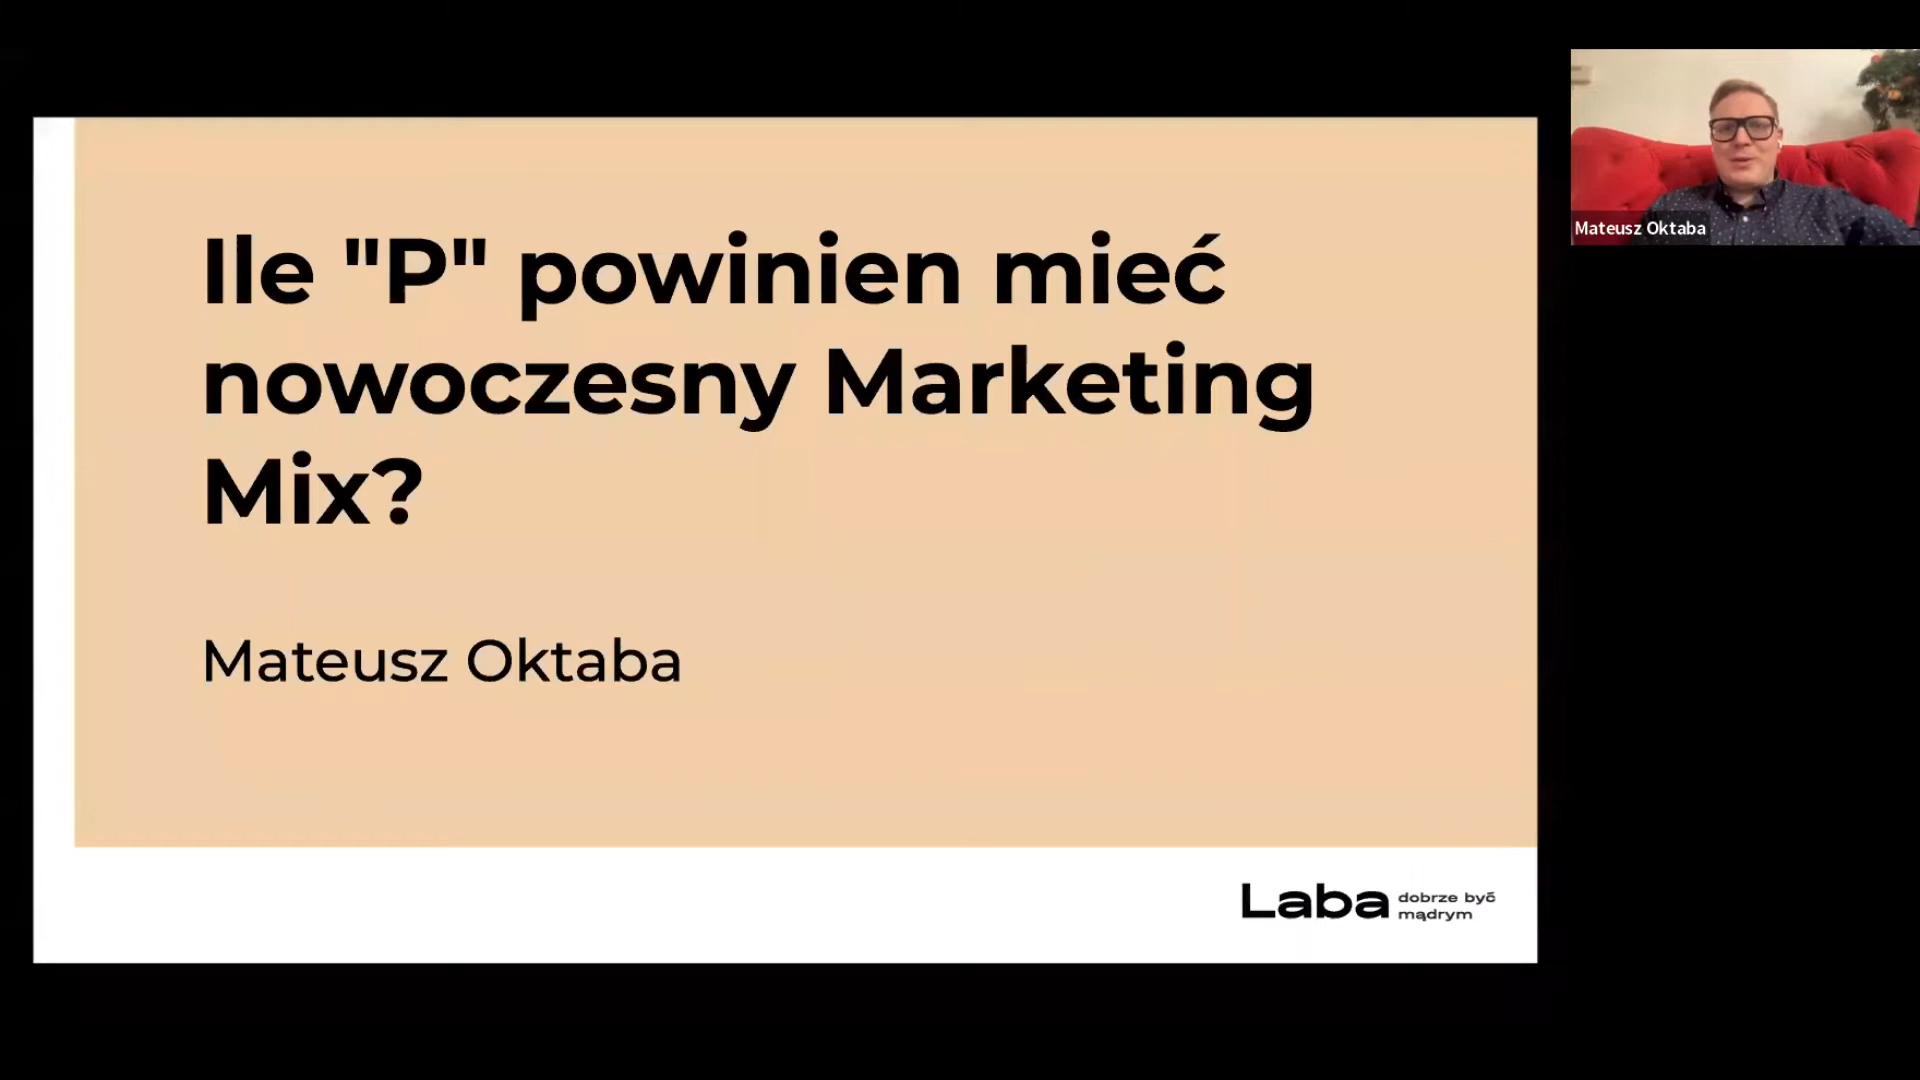 Ile "P" powinien mieć
nowoczesny Marketing
Mix?
Mateusz Oktaba
Laba dobrze być
mądrym
Mateusz Oktaba